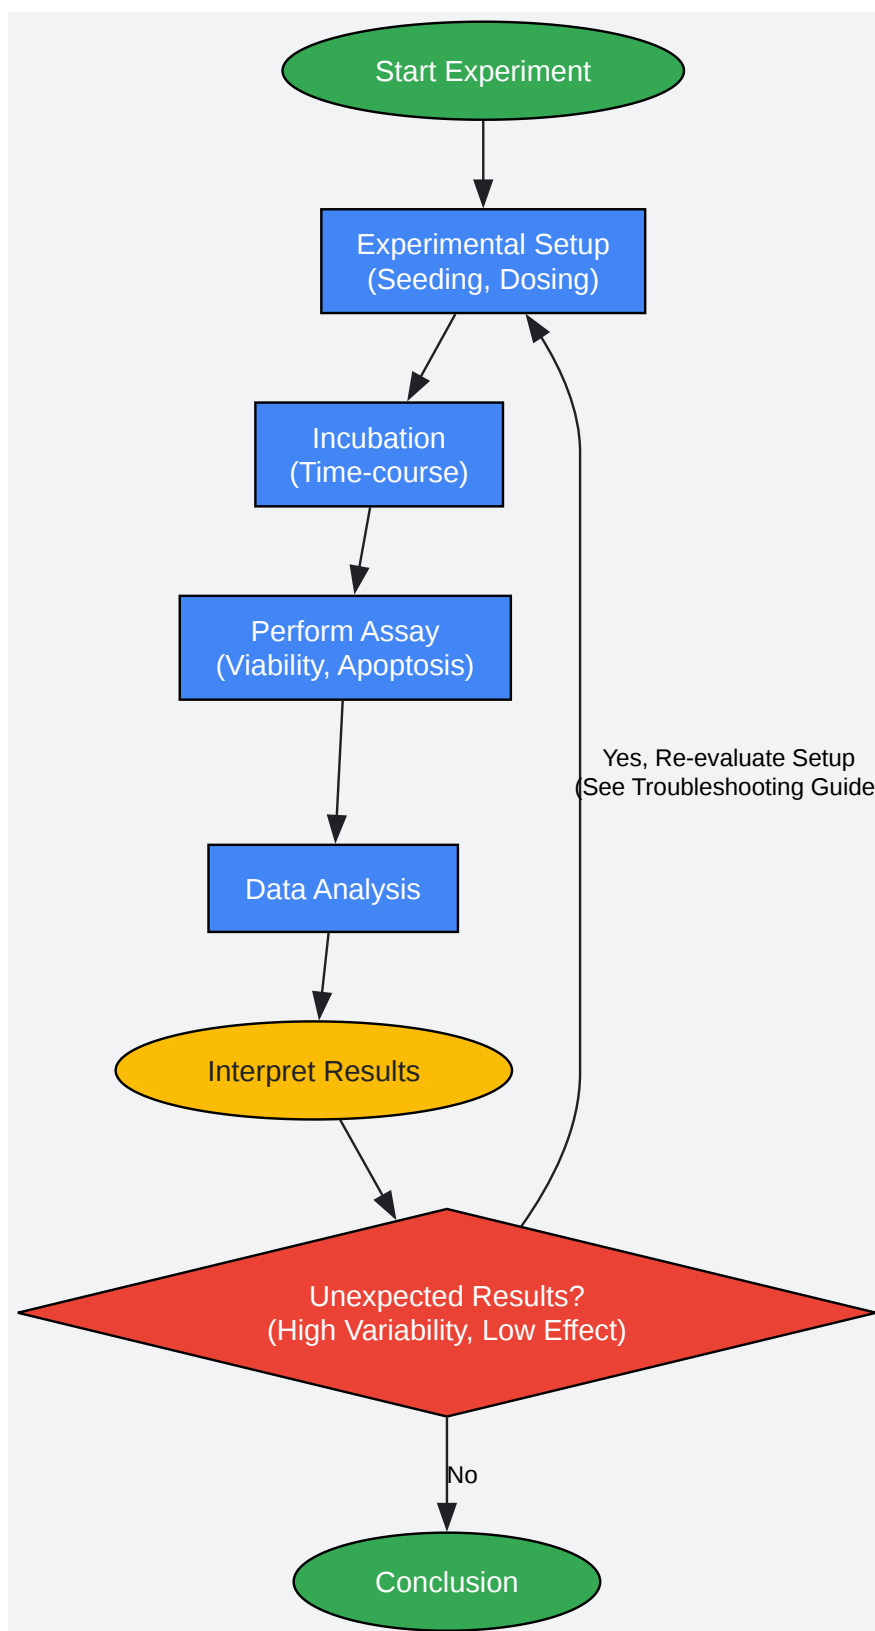 Start Experiment
Experimental Setup
(Seeding, Dosing)
Incubation
(Time-course)
Perform Assay
(Viability, Apoptosis)
Yes, Re-evaluate Setup
(See Troubleshooting Guide
Data Analysis
Interpret Results
Unexpected Results?
(High Variability, Low Effect)
No
Conclusion